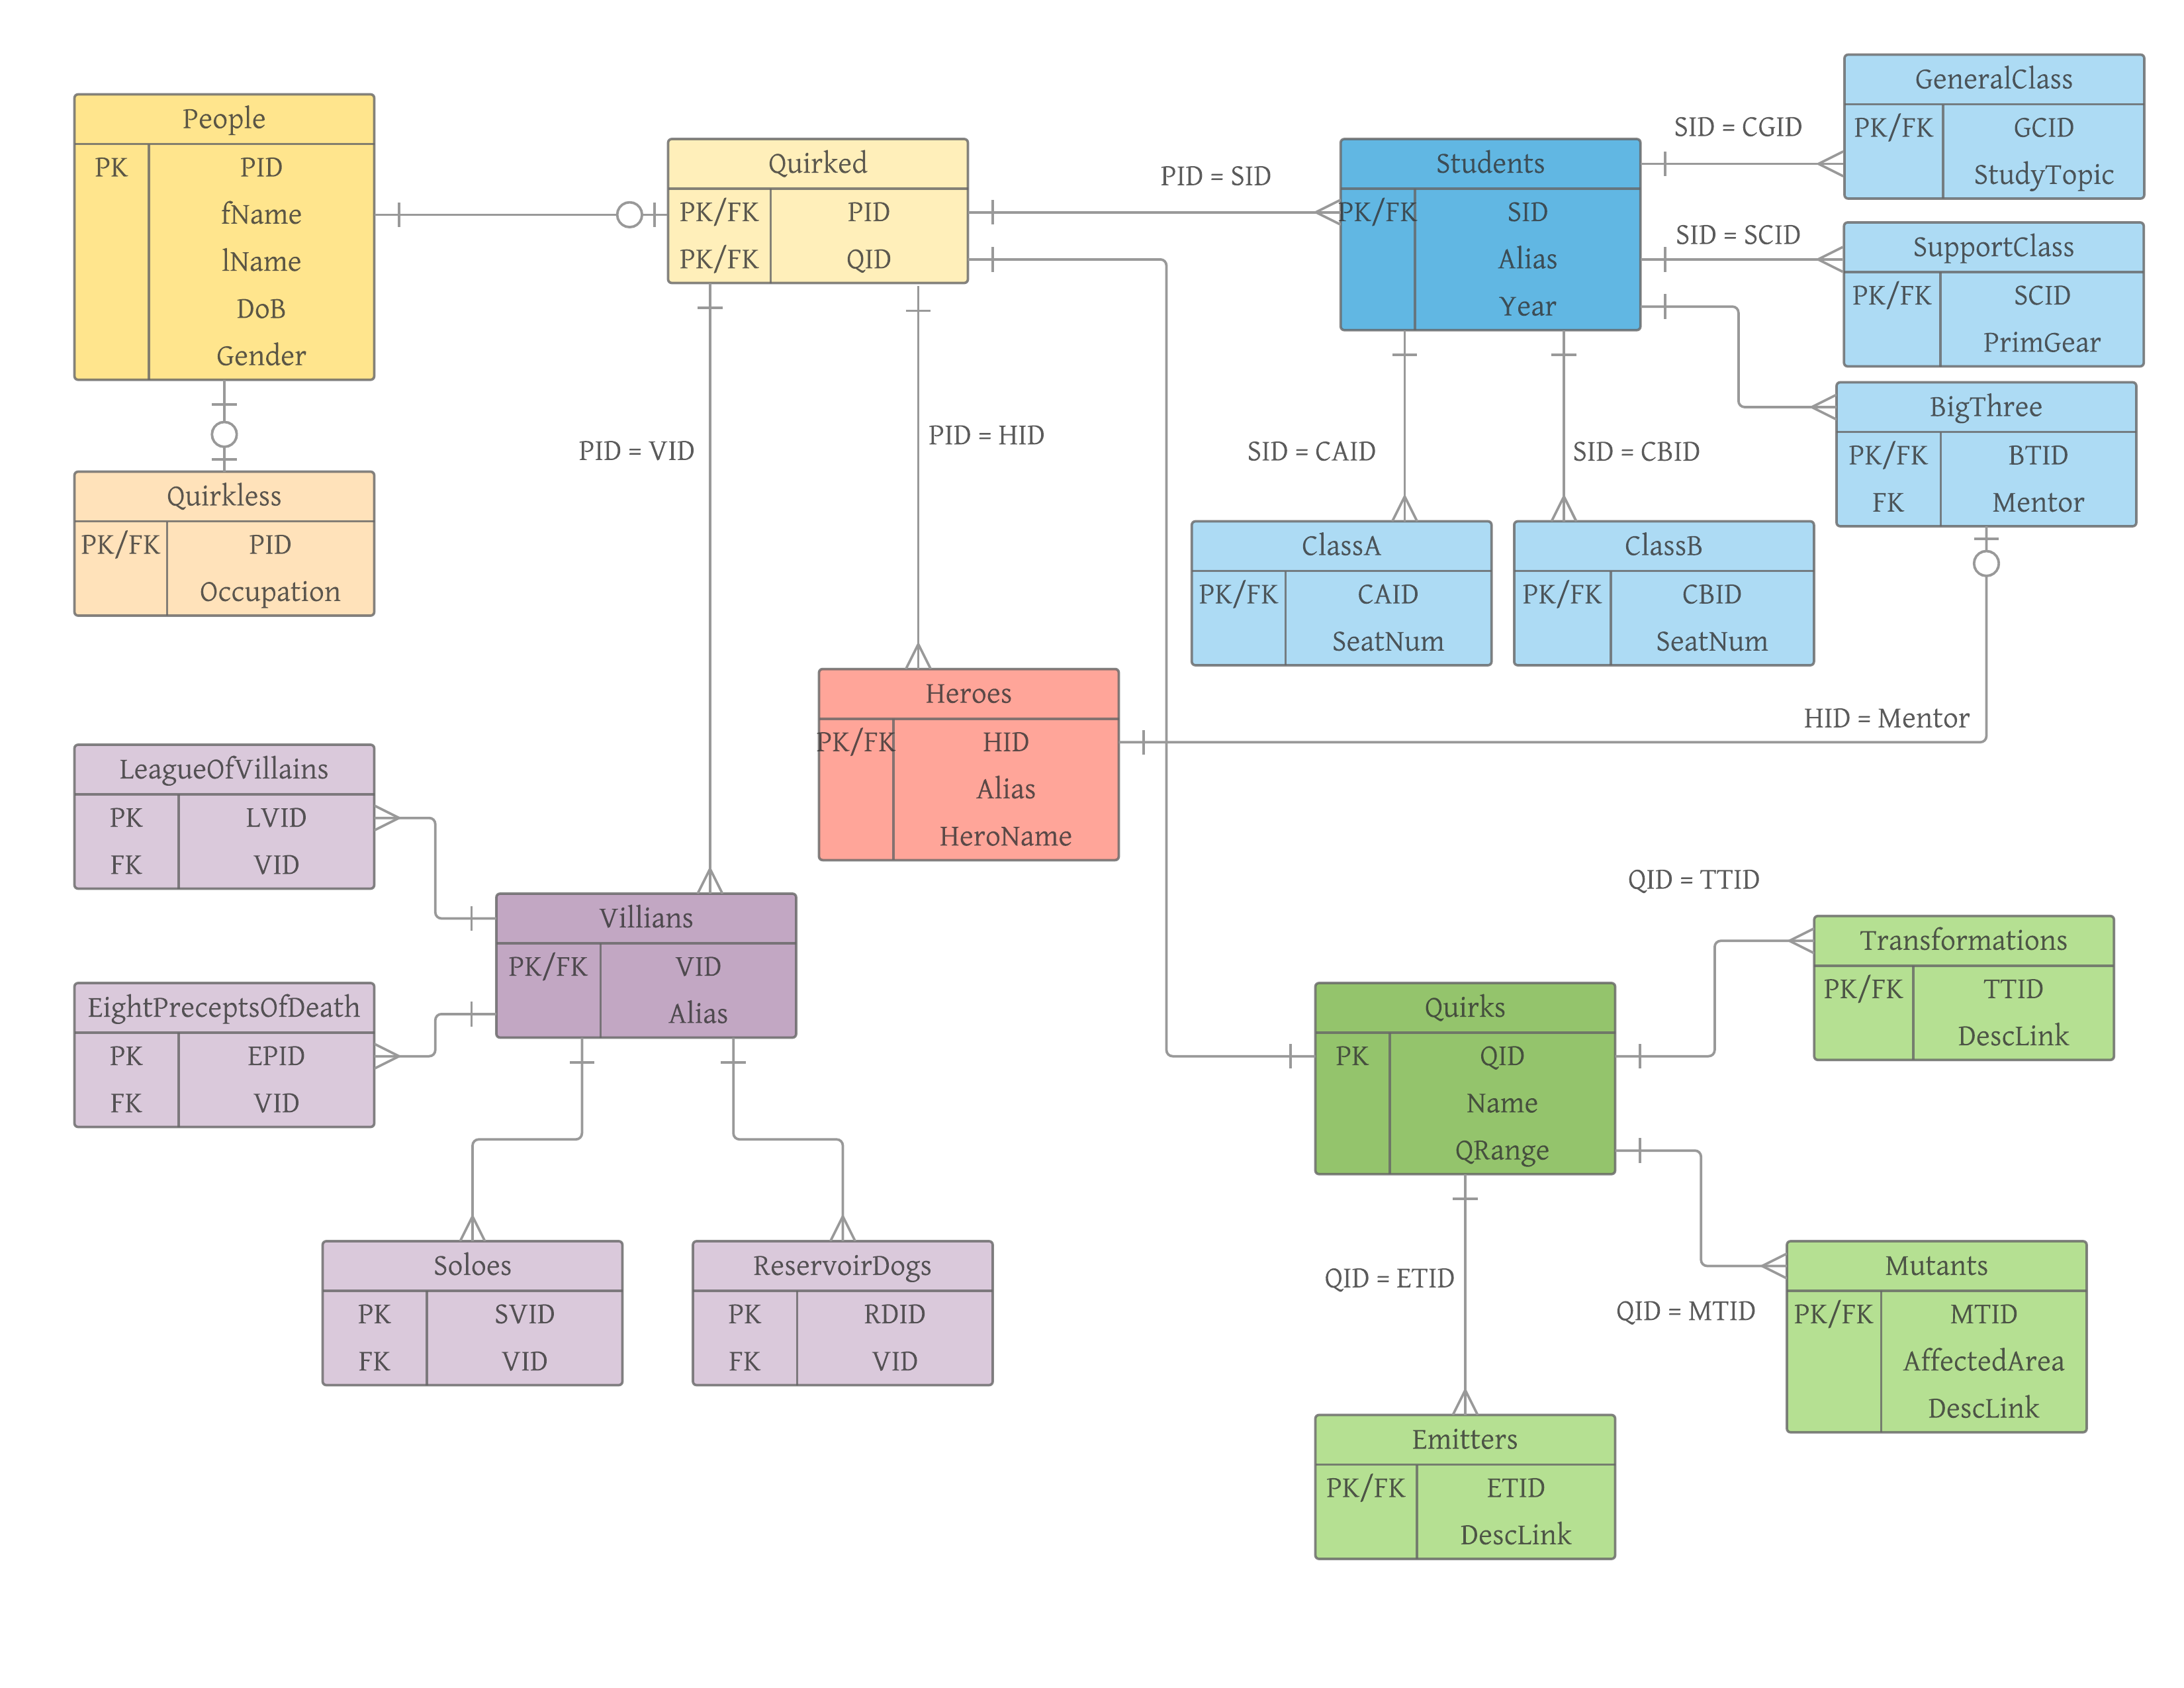 People
PK PID
fName
lName
DoB
Gender
Quirked
PK/FK PID
PK/FK QID
PID = SID
Students
PK/FK SID
Alias
Year
SID = CGID
GeneralClass
PK/FK GCID
StudyTopic
SID = SCID
SupportClass
PK/FK SCID
PrimGear
BigThree
PK/FK BTID
FK Mentor
Quirkless
PK/FK PID
Occupation
PID = VID
PID = HID
SID = CAID
SID = CBID
ClassA
PK/FK CAID
SeatNum
ClassB
PK/FK CBID
SeatNum
HID = Mentor
Heroes
PK/FK HID
Alias
HeroName
LeagueOfVillains
PK LVID
FK VID
Villians
PK/FK VID
Alias
EightPreceptsOfDeath
PK EPID
FK VID
Soloes
PK SVID
FK VID
ReservoirDogs
PK RDID
FK VID
QID = TTID
Transformations
PK/FK TTID
DescLink
Quirks
PK QID
Name
QRange
QID = ETID
QID = MTID
Mutants
PK/FK MTID
AffectedArea
DescLink
Emitters
PK/FK ETID
DescLink